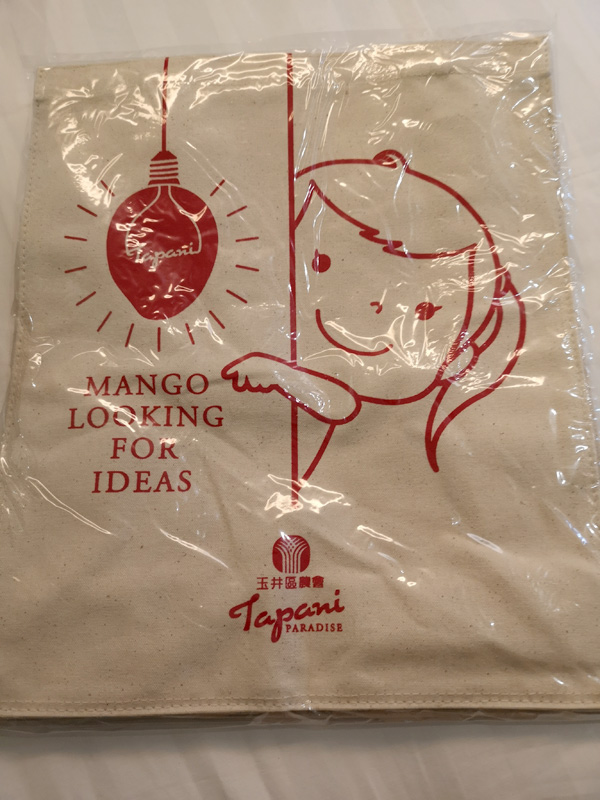 Tapani
MANGO
LOOKING
FOR
IDEAS
玉井區農會
Tapani
PARADISE